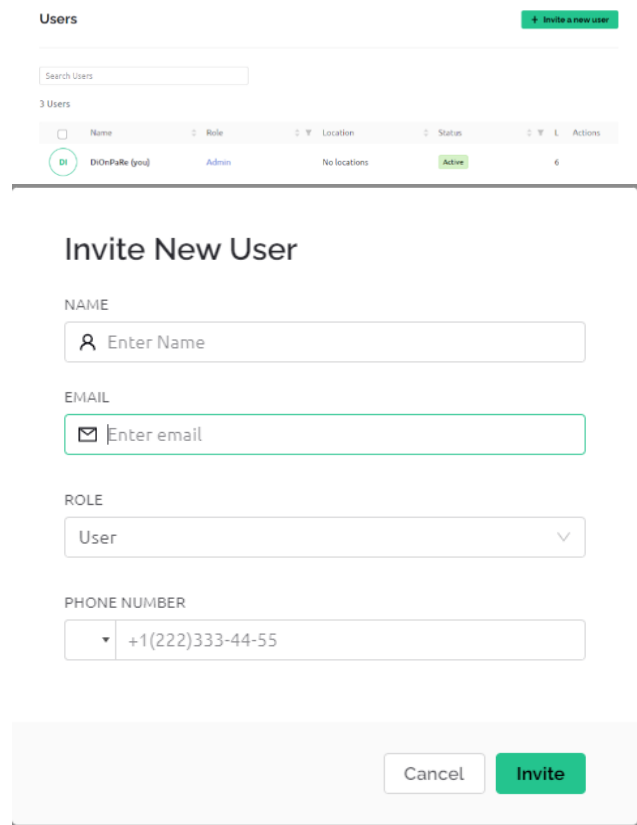 Users
+ Invite a new user
Search Users
3 Users
Name Role Location Status L Actions
DI DiOnPaRe (you) Admin No locations Active 6
Invite New User
NAME
Enter Name
EMAIL
Enter email
ROLE
User
PHONE NUMBER
+1(222)333-44-55
Cancel Invite